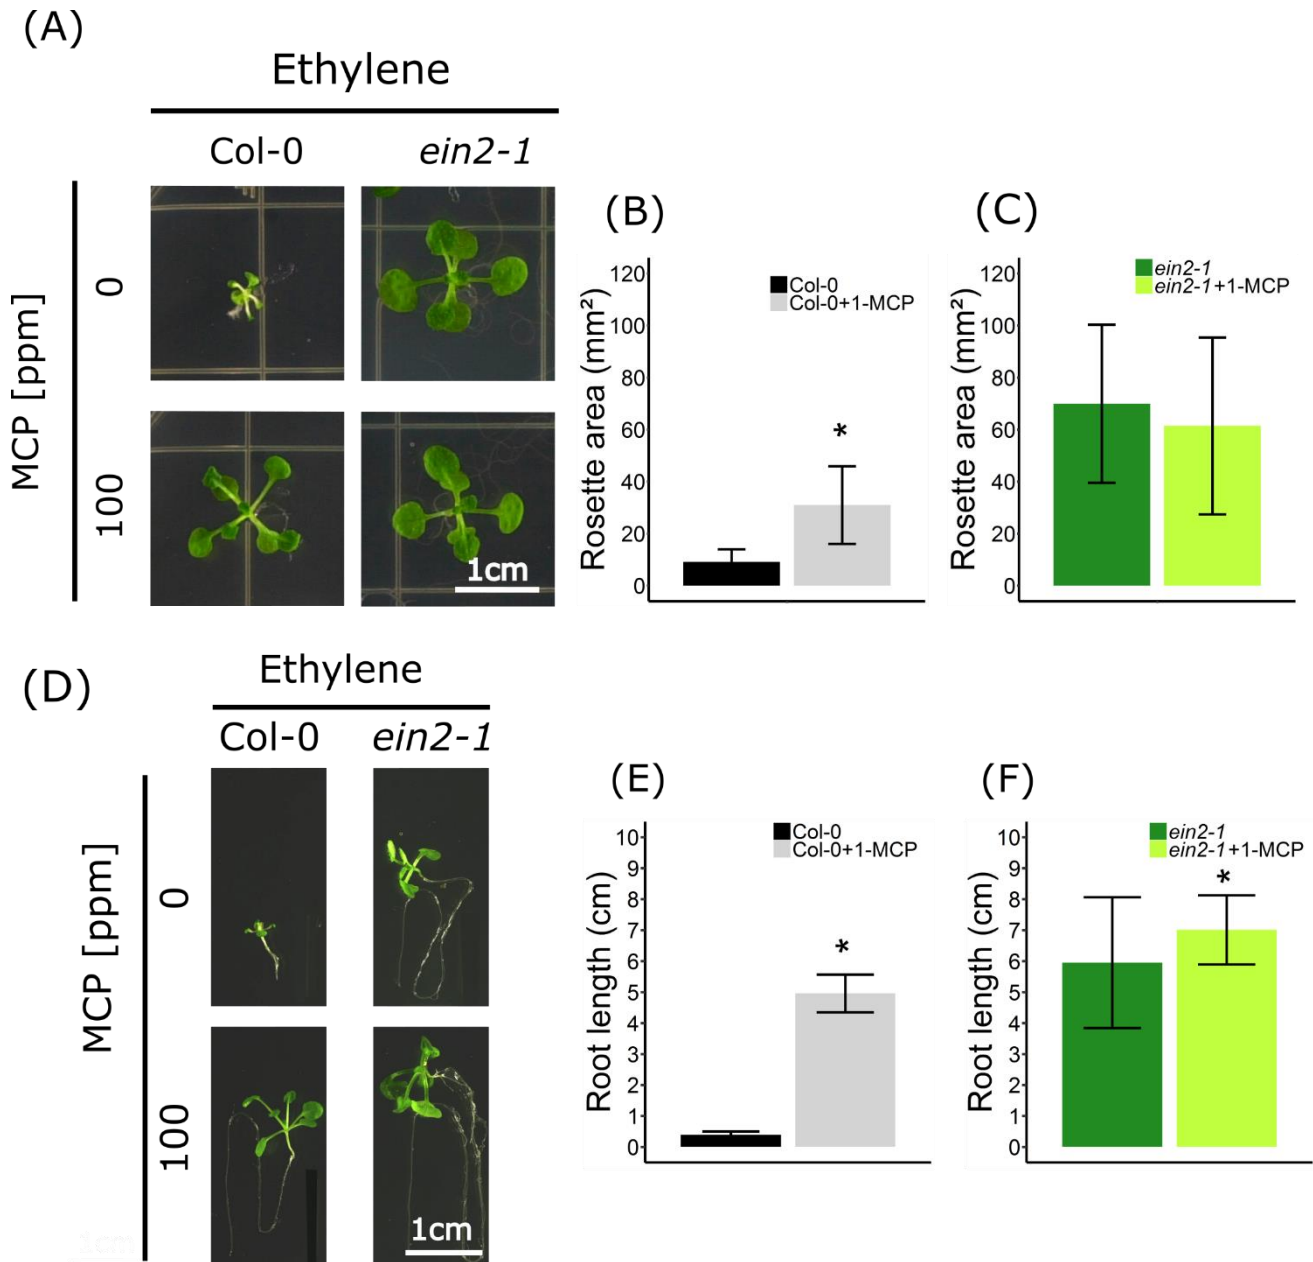 (A)
Ethylene
Col-0 ein2-1
MCP [ppm]
0
100
1cm
(B)
Rosette area (mm²)
120
100
80
60
40
20
0
Col-0
Col-0+1-MCP
*
(C)
Rosette area (mm²)
120
100
80
60
40
20
0
ein2-1
ein2-1+1-MCP
(D)
Ethylene
Col-0 ein2-1
MCP [ppm]
0
100
1cm
1cm
(E)
Root length (cm)
10
9
8
7
6
5
4
3
2
1
0
Col-0
Col-0+1-MCP
*
(F)
Root length (cm)
10
9
8
7
6
5
4
3
2
1
0
ein2-1
ein2-1+1-MCP
*